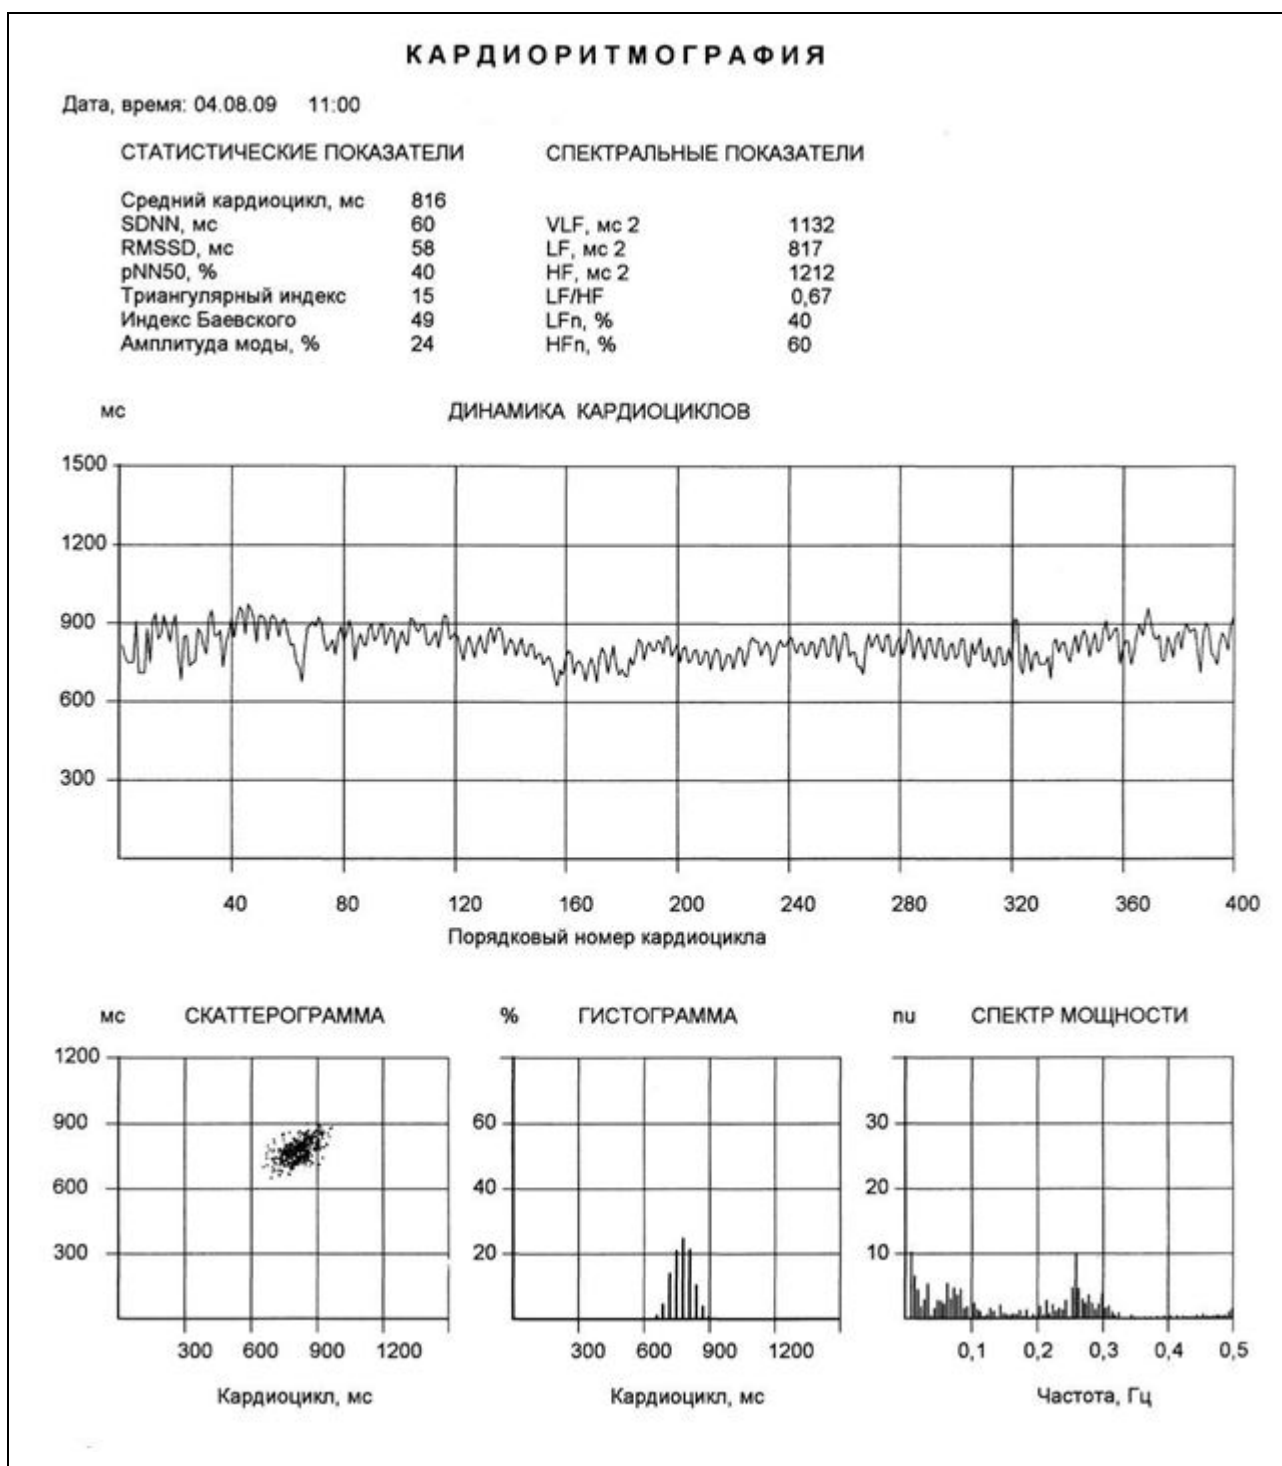 КАРДИОРИТМОГРАФИЯ
Дата, время: 04.08.09 11:00
СТАТИСТИЧЕСКИЕ ПОКАЗАТЕЛИ СПЕКТРАЛЬНЫЕ ПОКАЗАТЕЛИ
Средний кардиоцикл, мс 816
SDNN, мс 60 VLF, мс 2 1132
RMSSD, мс 58 LF, мс 2 817
pNN50, % 40 HF, мс 2 1212
Триангулярный индекс 15 LF/HF 0,67
Индекс Баевского 49 LFn, % 40
Амплитуда моды, % 24 HFn, % 60
мс ДИНАМИКА КАРДИОЦИКЛОВ
1500
1200
900
600
300
40 80 120 160 200 240 280 320 360 400
Порядковый номер кардиоцикла
мс СКАТТЕРОГРАММА % ГИСТОГРАММА nu СПЕКТР МОЩНОСТИ
1200
900 60 30
600 40 20
300 20 10
300 600 900 1200 300 600 900 1200 0,1 0,2 0,3 0,4 0,5
Кардиоцикл, мс Кардиоцикл, мс Частота, Гц